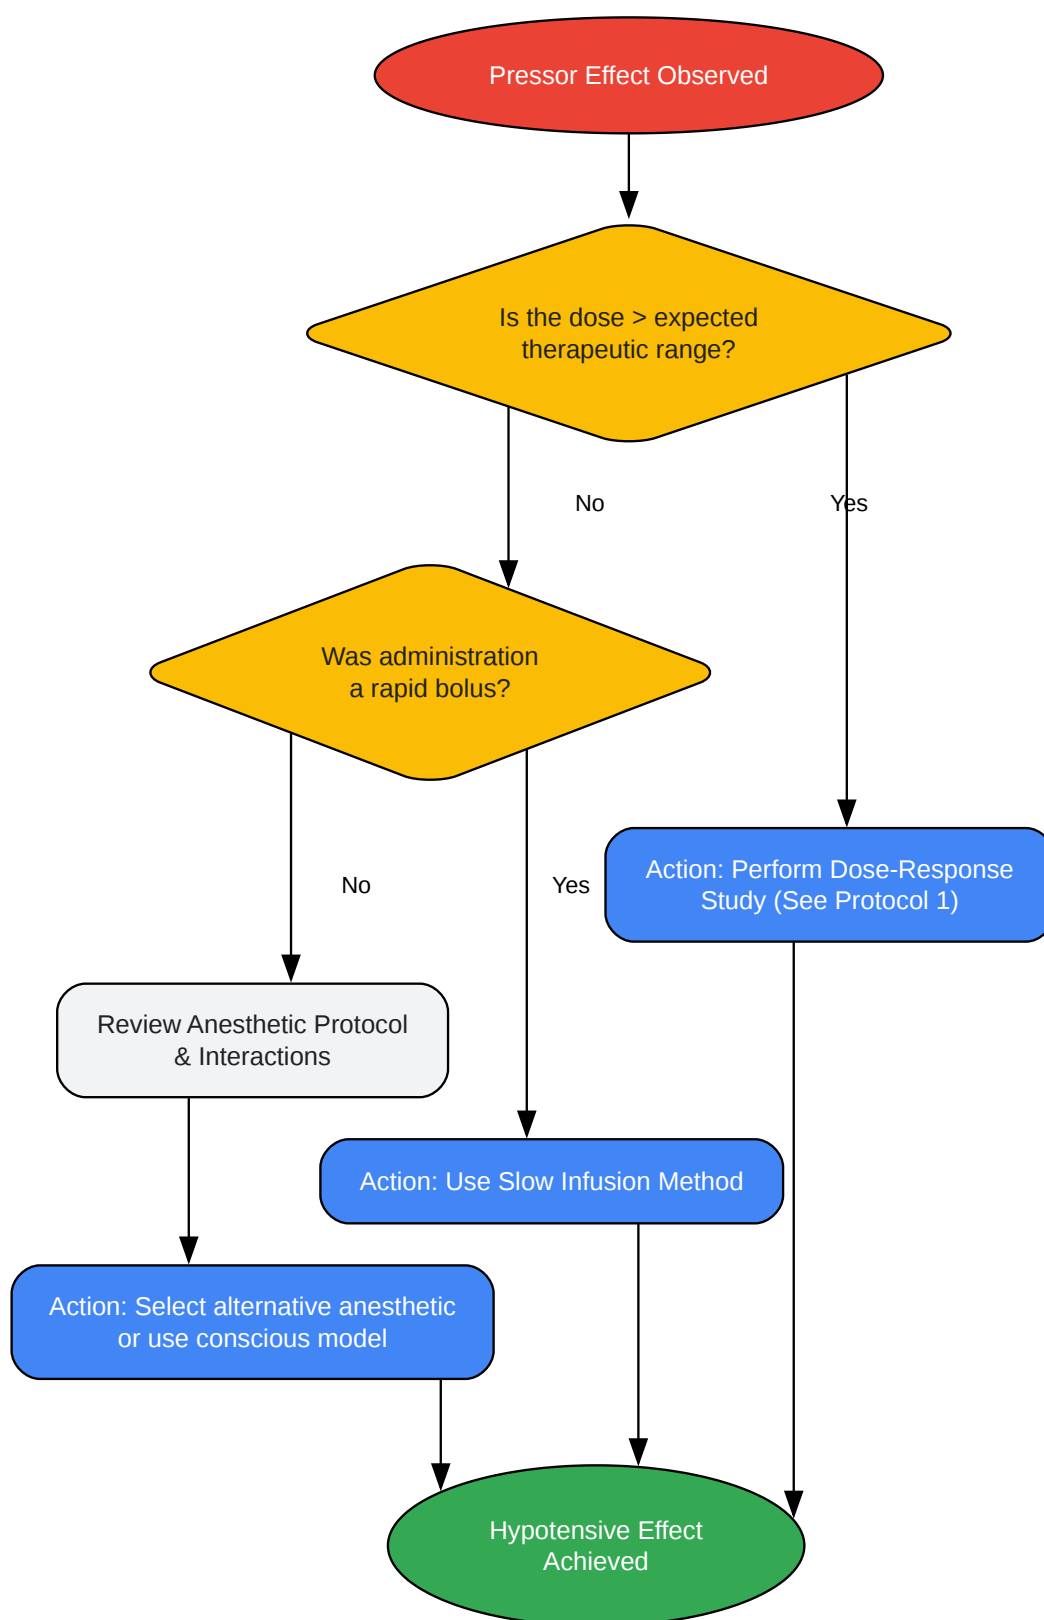 Pressor Effect Observed
Is the dose > expected
therapeutic range?
No
Yes
Was administration
a rapid bolus?
No
Yes
Action: Perform Dose-Response
Study (See Protocol 1)
Review Anesthetic Protocol
& Interactions
Action: Use Slow Infusion Method
Action: Select alternative anesthetic
or use conscious model
Hypotensive Effect
Achieved